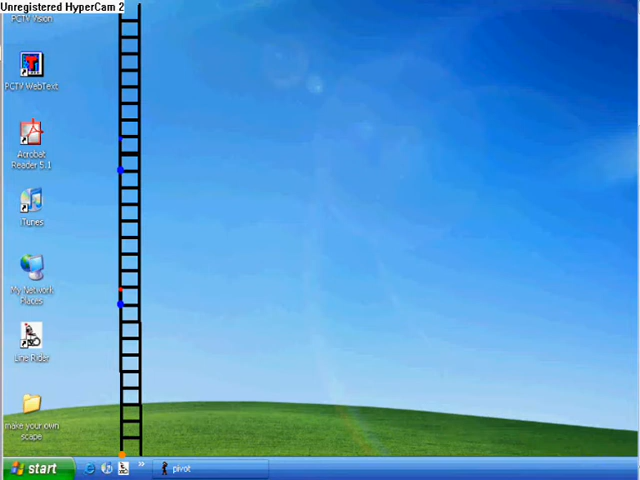 Unregistered HyperCam 2
PCTV Vision
PCTV WebText
Acrobat
Reader 5.1
iTunes
My Network
Places
Line Rider
make your own
scape
start
pivot